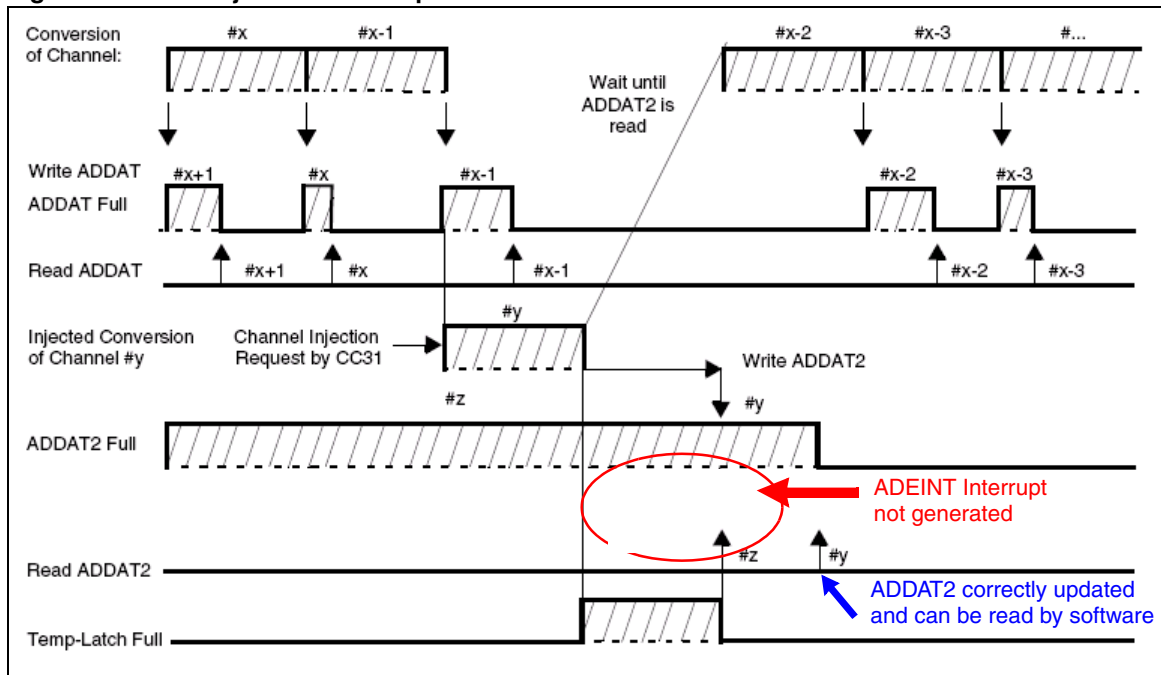 Conversion
of Channel:
#x
#x-1
#x-2
#x-3
#...
Wait until
ADDAT2 is
read
Write ADDAT
ADDAT Full
#x+1
#x
#x-1
#x-2
#x-3
Read ADDAT
#x+1
#x
#x-1
#x-2
#x-3
Injected Conversion
of Channel #y
Channel Injection
Request by CC31
#y
Write ADDAT2
#z
#y
ADDAT2 Full
ADEINT Interrupt
not generated
Read ADDAT2
#z
#y
ADDAT2 correctly updated
and can be read by software
Temp-Latch Full